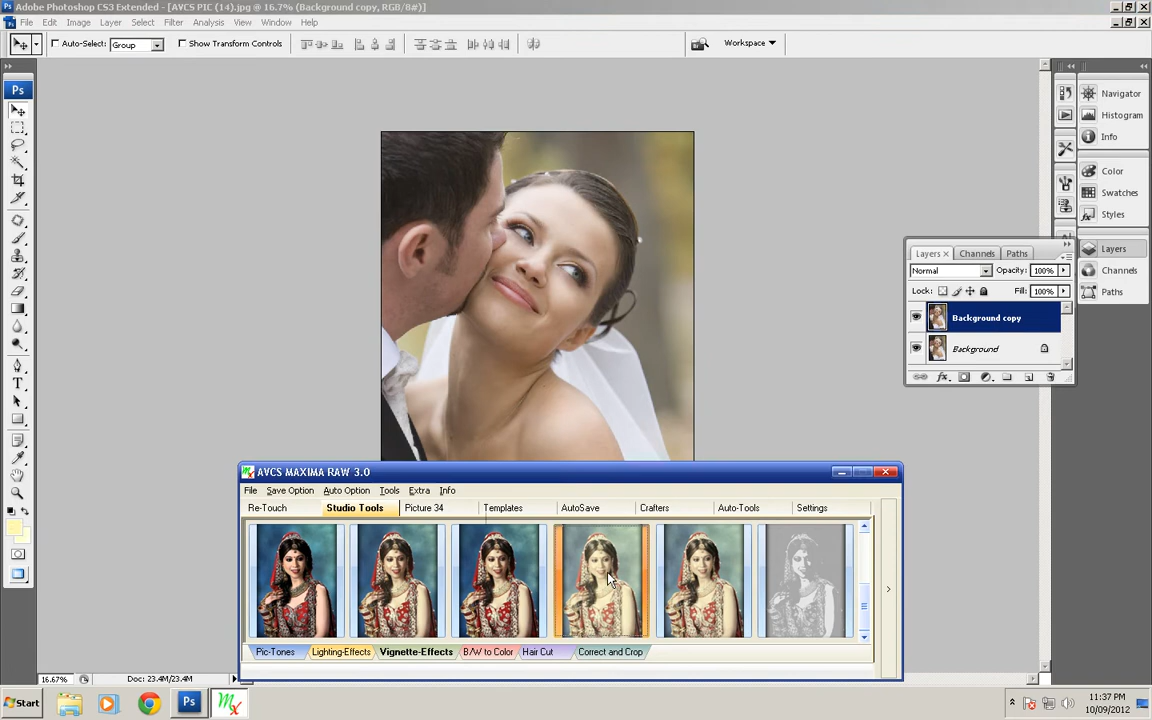 Adobe Photoshop CS3 Extended - [AVCS PIC (14).jpg @ 16.7% (Background copy, RGB/8#)]
File Edit Image Layer Select Filter Analysis View Window Help
Auto-Select: Group Show Transform Controls Workspace
Ps
Navigator
Histogram
Info
Color
Swatches
Styles
Layers
Channels
Paths
Layers x Channels Paths
Normal Opacity: 100%
Lock: Fill: 100%
Background copy
Background
T
AVCS MAXIMA RAW 3.0
File Save Option Auto Option Tools Extra Info
Re-Touch Studio Tools Picture 34 Templates AutoSave Crafters Auto-Tools Settings
Pic-Tones Lighting-Effects Vignette-Effects B/W to Color Hair Cut Correct and Crop
16.67% Doc: 23.4M/23.4M
Start Ps 11:37 PM
10/09/2012